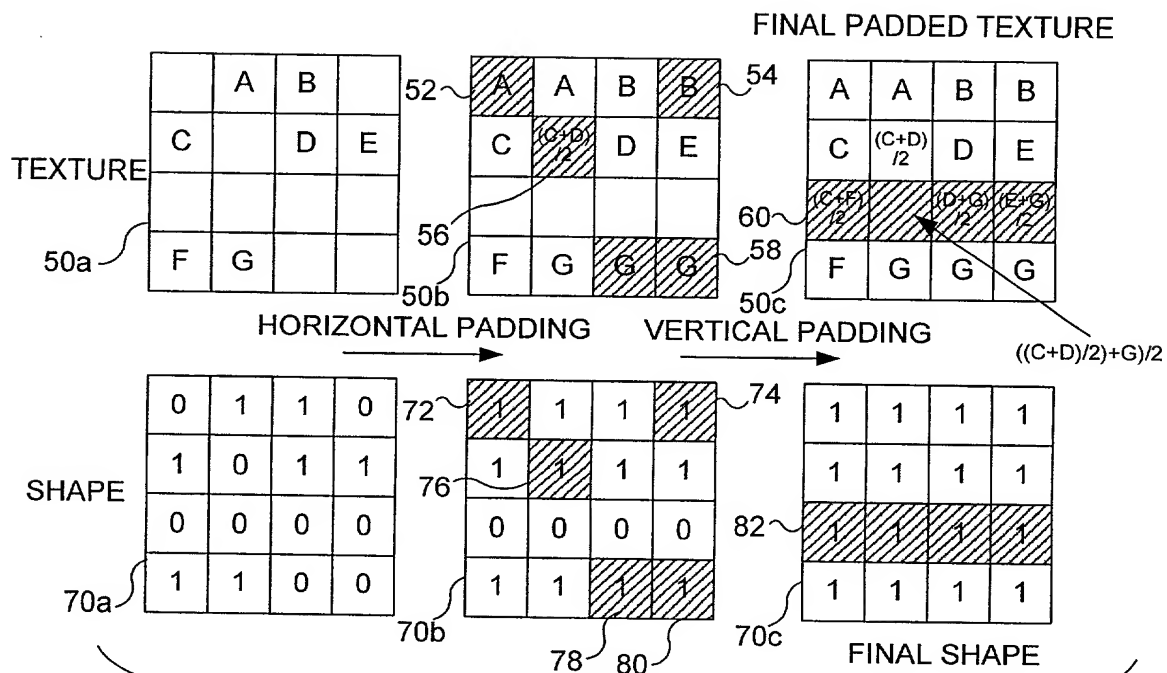 FINAL PADDED TEXTURE
A B
C D E
F G
TEXTURE
50a
52
A A B B
C (C+D)/2 D E
F G G G
54
56
58
50b
A A B B
C (C+D)/2 D E
(C+F)/2 (D+G)/2 (E+G)/2
F G G G
60
50c
((C+D)/2)+G)/2
HORIZONTAL PADDING
VERTICAL PADDING
SHAPE
0 1 1 0
1 0 1 1
0 0 0 0
1 1 0 0
70a
72
1 1 1 1
1 1 1 1
0 0 0 0
1 1 1 1
74
76
70b
78
80
1 1 1 1
1 1 1 1
1 1 1 1
1 1 1 1
82
70c
FINAL SHAPE